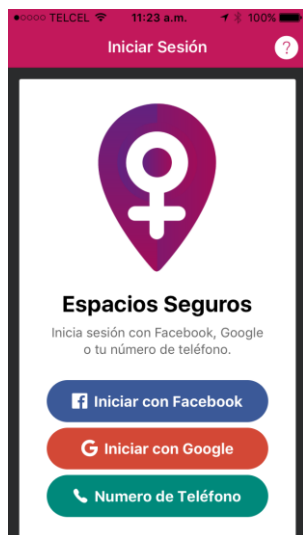 TELCEL 11:23 a.m. 100%
Iniciar Sesión ?
Espacios Seguros
Inicia sesión con Facebook, Google
o tu número de teléfono.
Iniciar con Facebook
G Iniciar con Google
Numero de Teléfono